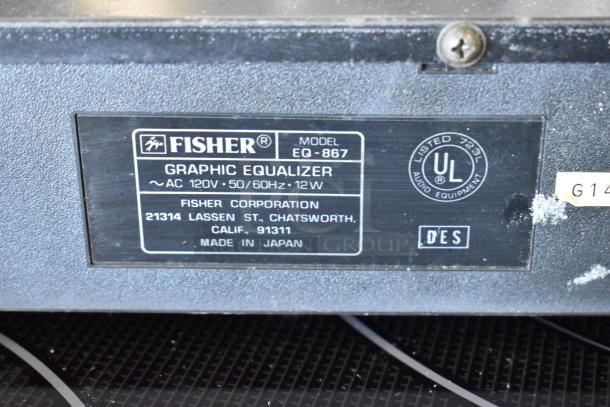 FISHER®
MODEL
EQ-867
GRAPHIC EQUALIZER
～AC 120V · 50/60Hz · 12W
FISHER CORPORATION
21314 LASSEN ST., CHATSWORTH,
CALIF., 91311
MADE IN JAPAN
LISTED 723L
UL®
AUDIO EQUIPMENT
DES
G14